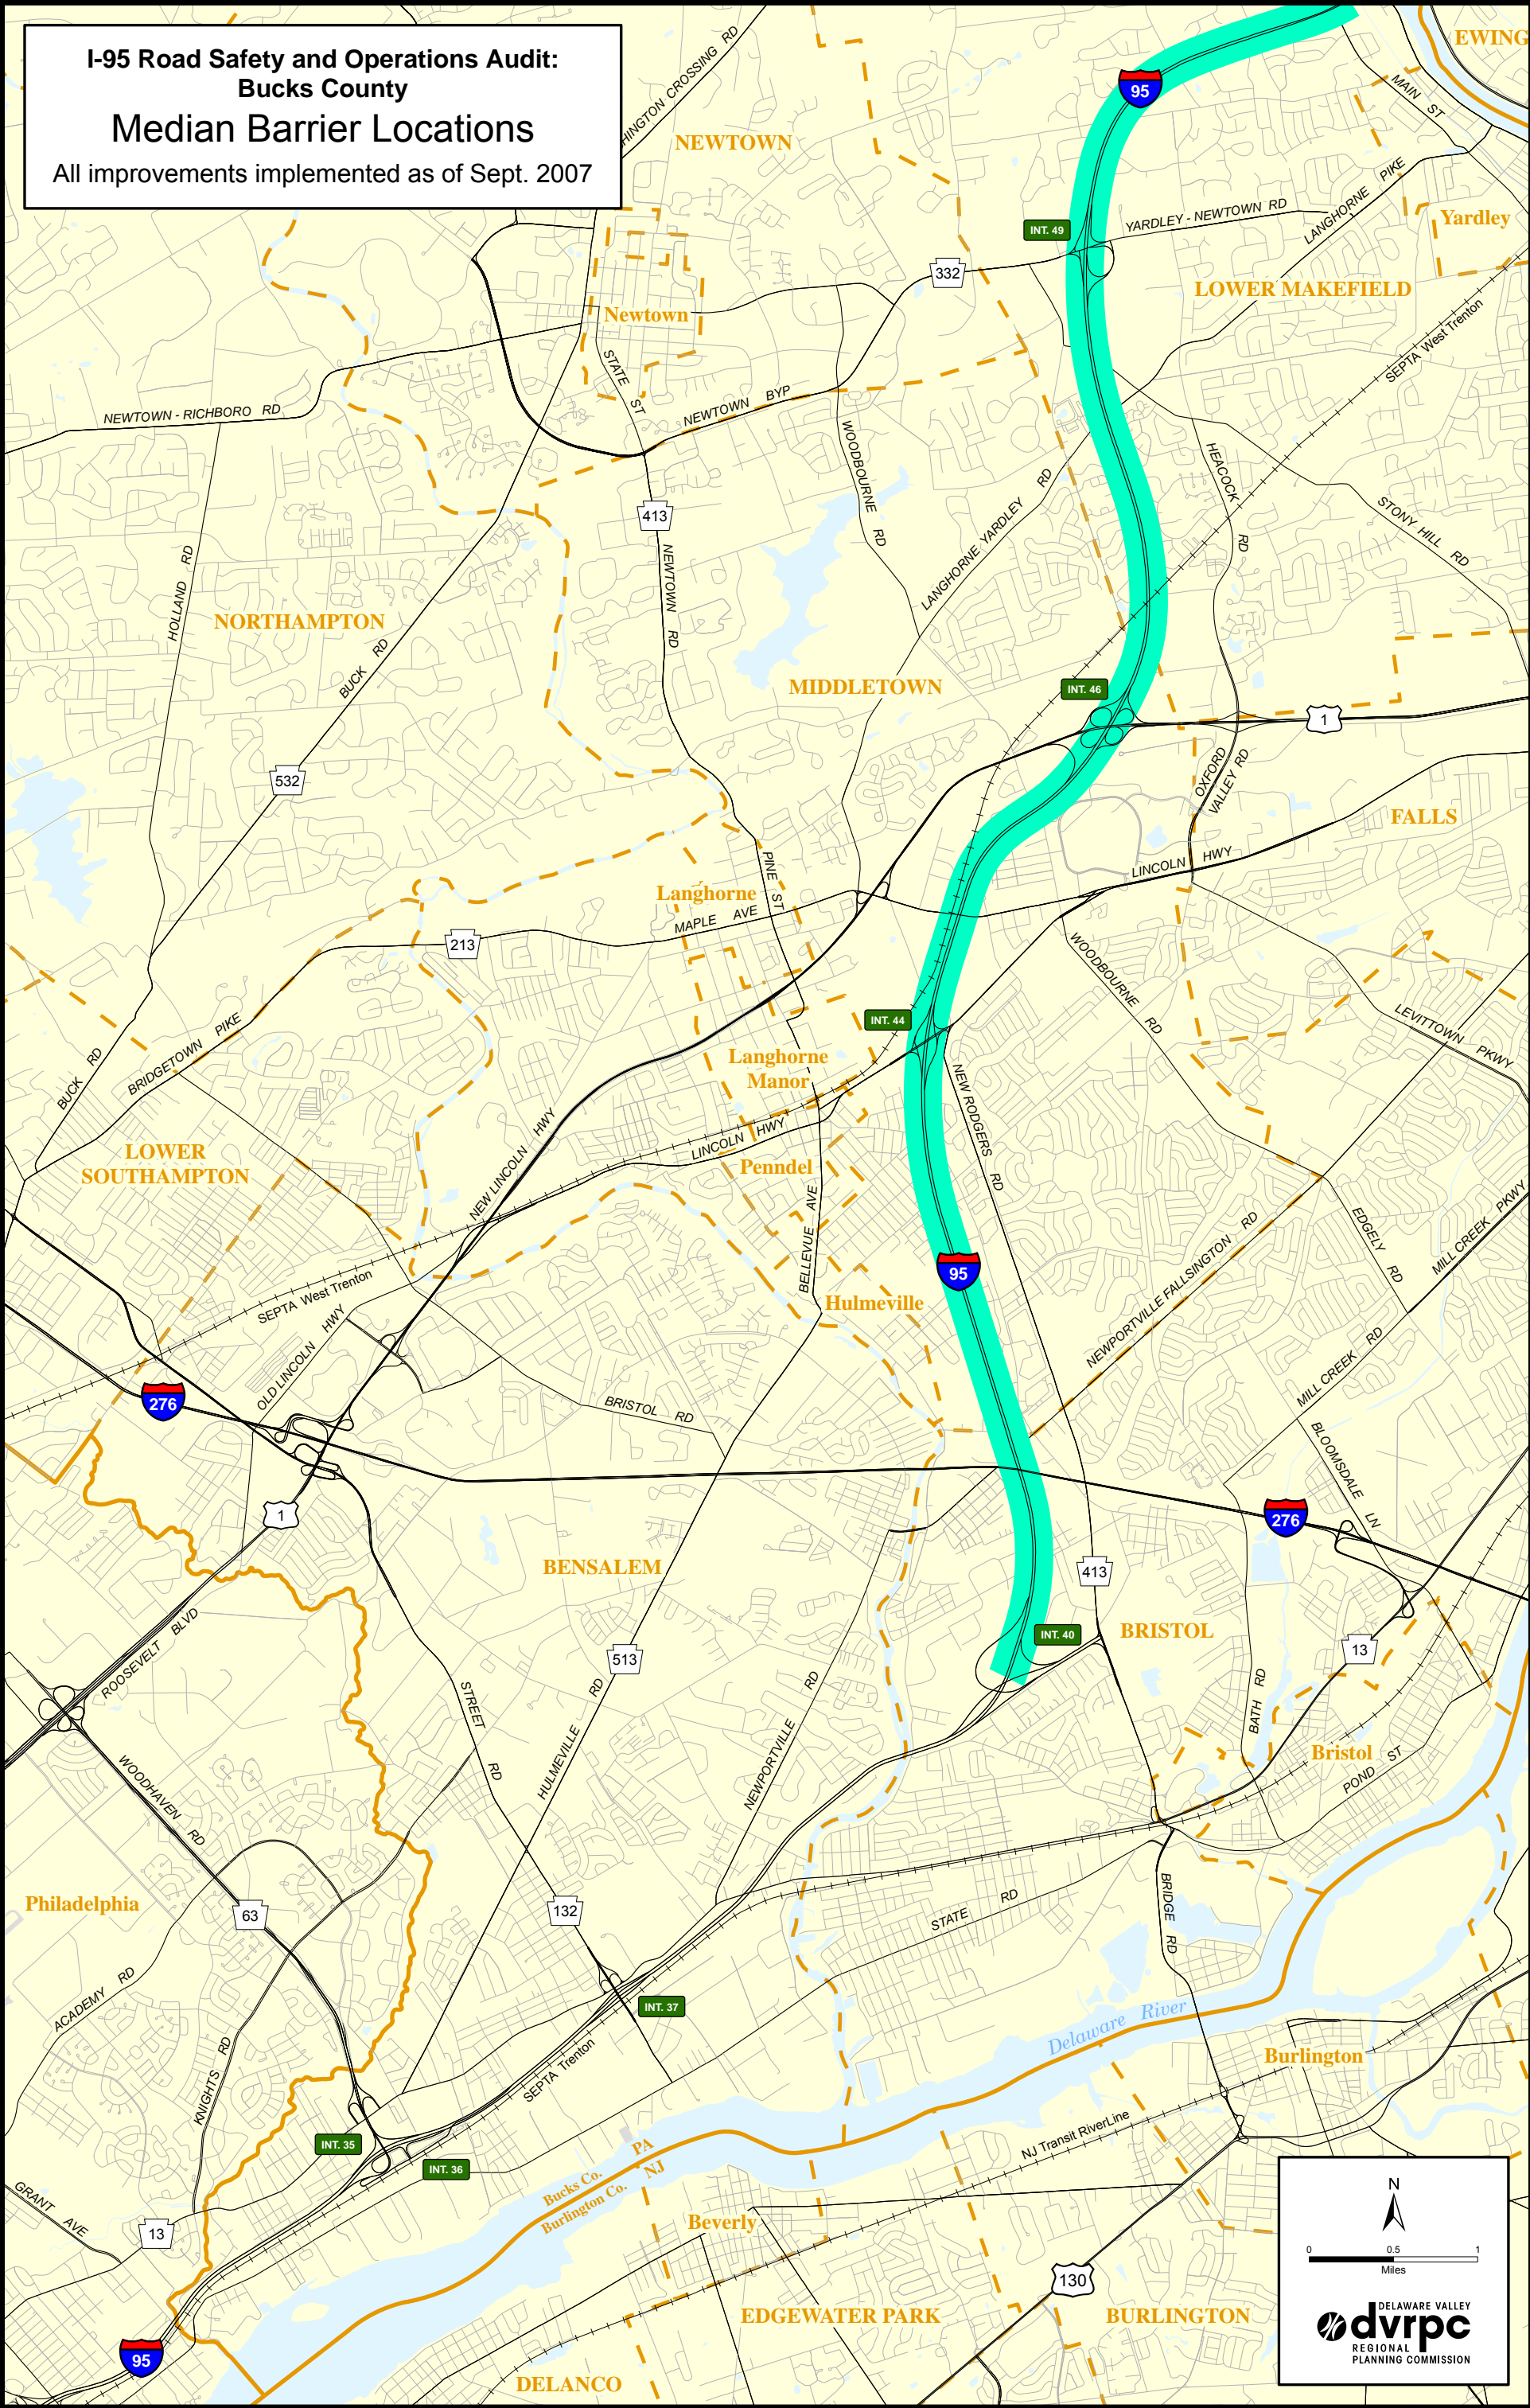 I-95 Road Safety and Operations Audit:
Bucks County
Median Barrier Locations
All improvements implemented as of Sept. 2007
HINGTON CROSSING RD
NEWTOWN
95
EWING
MAIN ST
LANGHORNE PIKE
YARDLEY - NEWTOWN RD
Yardley
INT. 49
332
LOWER MAKEFIELD
Newtown
SEPTA West Trenton
STATE ST
NEWTOWN BYP
NEWTOWN - RICHBORO RD
WOODBOURNE RD
HEACOCK RD
STONY HILL RD
LANGHORNE YARDLEY RD
413
NEWTOWN RD
HOLLAND RD
NORTHAMPTON
BUCK RD
MIDDLETOWN
INT. 46
1
532
OXFORD
VALLEY RD
FALLS
LINCOLN HWY
PINE ST
Langhorne
MAPLE AVE
213
WOODBOURNE RD
LEVITTOWN PKWY
INT. 44
BRIDGETOWN PIKE
BUCK RD
Langhorne
Manor
NEW RODGERS RD
LINCOLN HWY
NEW LINCOLN HWY
LOWER
SOUTHAMPTON
Penndel
BELLEVUE AVE
EDGELY RD
MILL CREEK PKWY
NEWPORTVILLE FALLSINGTON RD
95
SEPTA West Trenton
Hulmeville
OLD LINCOLN HWY
MILL CREEK RD
276
BRISTOL RD
BLOOMSDALE LN
1
276
BENSALEM
413
ROOSEVELT BLVD
INT. 40
BRISTOL
513
13
STREET RD
HULMEVILLE RD
NEWPORTVILLE RD
BATH RD
Bristol
POND ST
WOODHAVEN RD
Philadelphia
63
132
STATE RD
BRIDGE RD
ACADEMY RD
INT. 37
Delaware River
KNIGHTS RD
SEPTA Trenton
Burlington
INT. 35
INT. 36
NJ Transit RiverLine
PA
NJ
Bucks Co.
Burlington Co.
GRANT AVE
13
Beverly
130
EDGEWATER PARK
BURLINGTON
95
DELANCO
N
0 0.5 1
Miles
DELAWARE VALLEY
dvrpc
REGIONAL
PLANNING COMMISSION